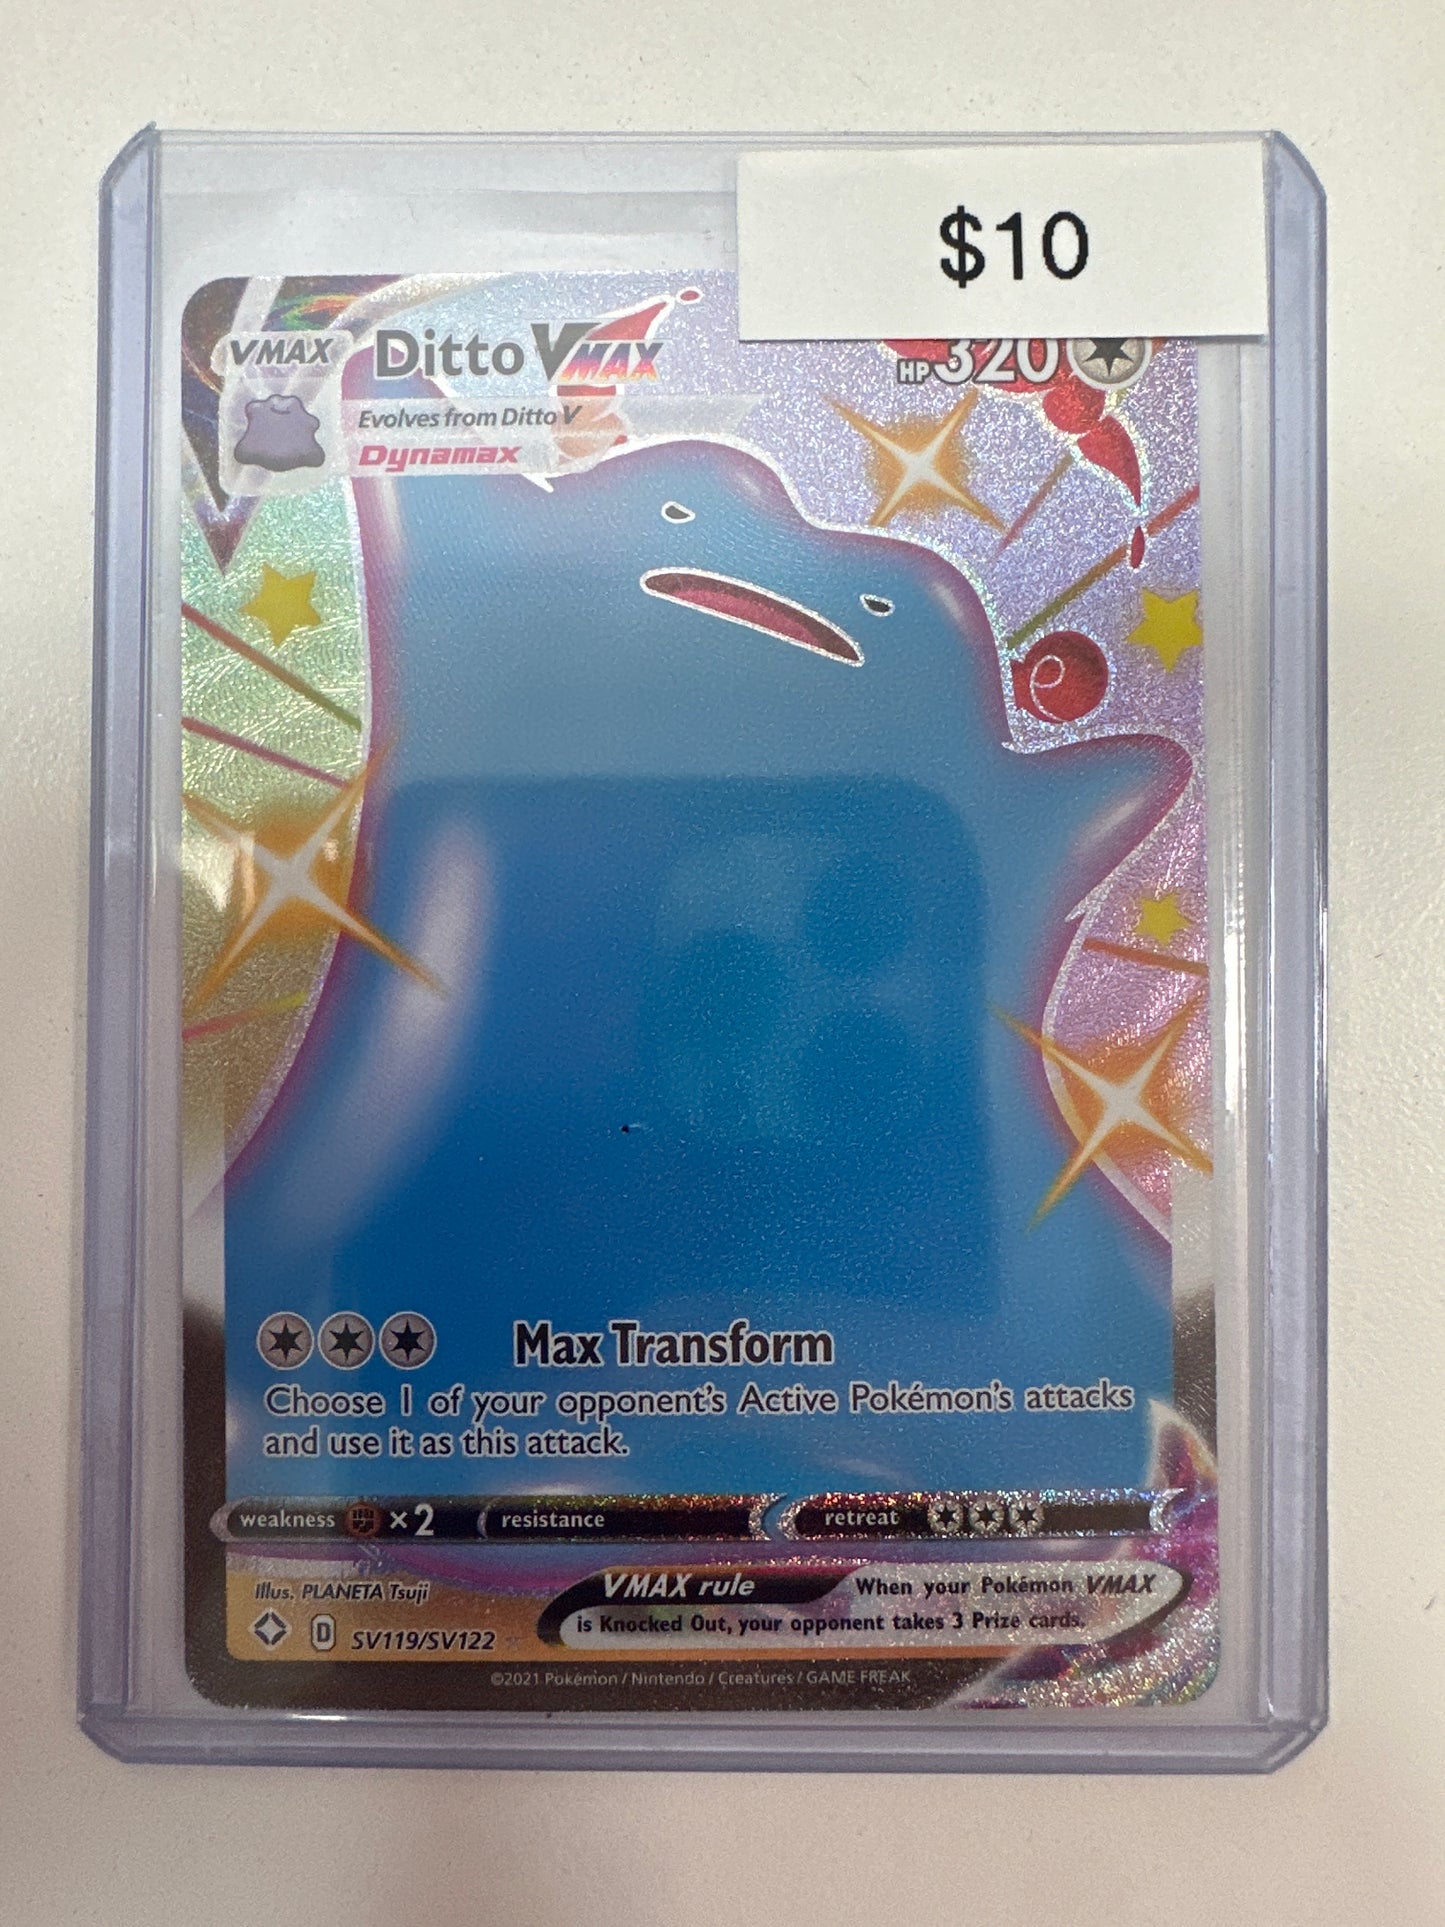 $10
VMAX Ditto VMAX HP 320
Evolves from Ditto V
Dynamax
Max Transform
Choose 1 of your opponent's Active Pokémon's attacks
and use it as this attack.
weakness ×2 resistance retreat
Illus. PLANETA Tsuji
VMAX rule When your Pokémon VMAX
is Knocked Out, your opponent takes 3 Prize cards.
D SV119/SV122
©2021 Pokémon / Nintendo / Creatures / GAME FREAK